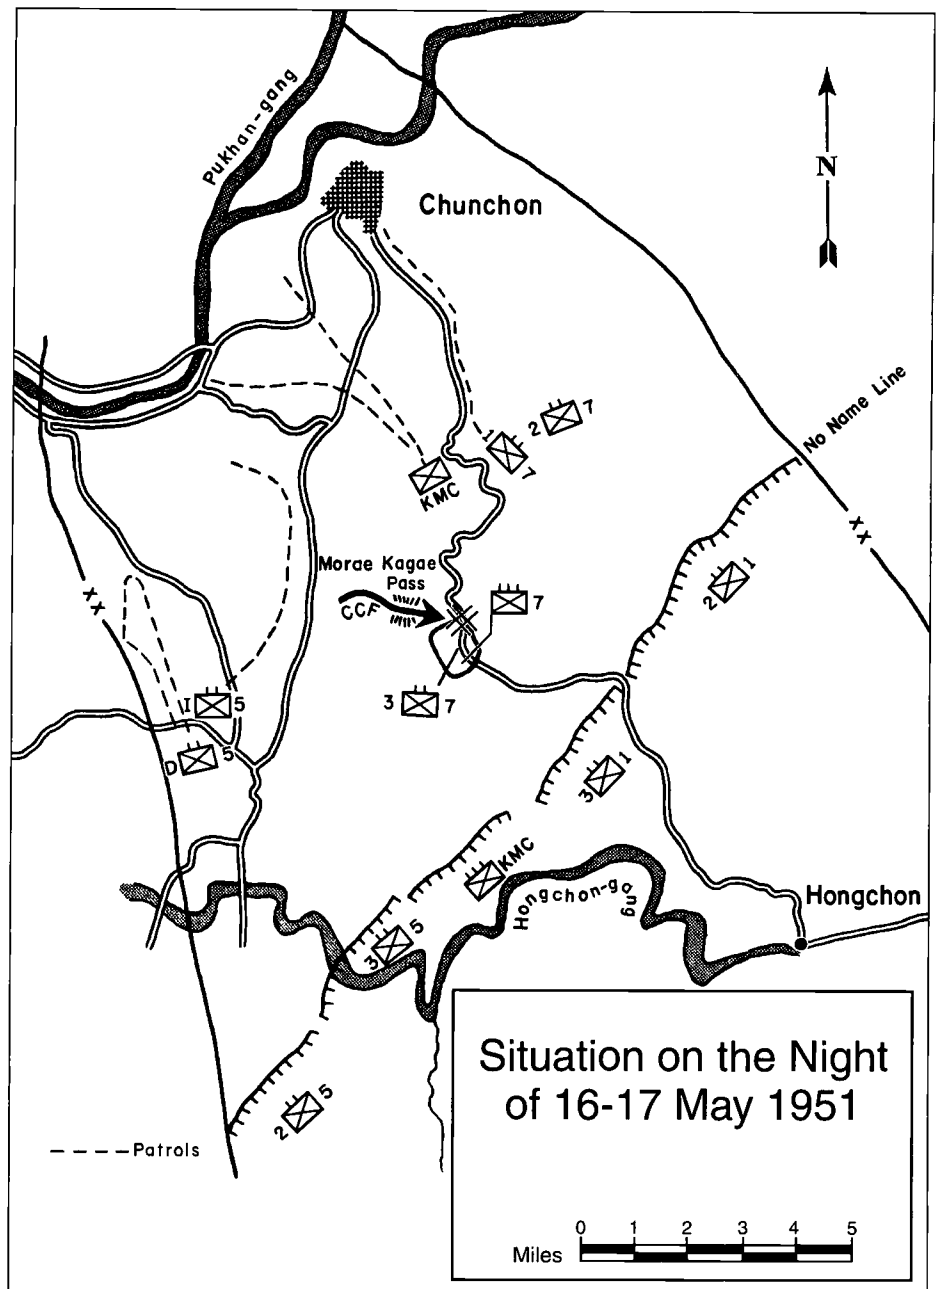 Pukhan-gang
Chunchon
N
No Name Line
2 7
1 7
KMC
Morae Kagae
Pass
CCF
7
XX
XX
2 1
I 5
3 7
D 5
3 1
KMC
Hongchon-gang
Hongchon
3 5
2 5
Situation on the Night
of 16-17 May 1951
Patrols
0 1 2 3 4 5
Miles